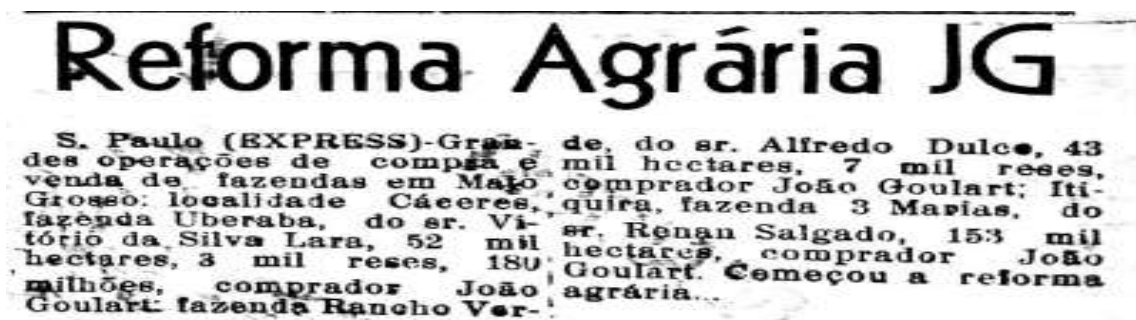 Reforma Agrária JG
S. Paulo (EXPRESS)-Gran-
des operações de compra e
venda de fazendas em Mato
Grosso: localidade Cáceres,
fazenda Uberaba, do sr. Vi-
tório da Silva Lara, 52 mil
hectares, 3 mil reses, 180
milhões, comprador João
Goulart: fazenda Rancho Ver-
de, do sr. Alfredo Dulce, 43
mil hectares, 7 mil reses,
comprador João Goulart; Iti-
quira, fazenda 3 Marias, do
sr. Renan Salgado, 153 mil
hectares, comprador João
Goulart. Começou a reforma
agrária...